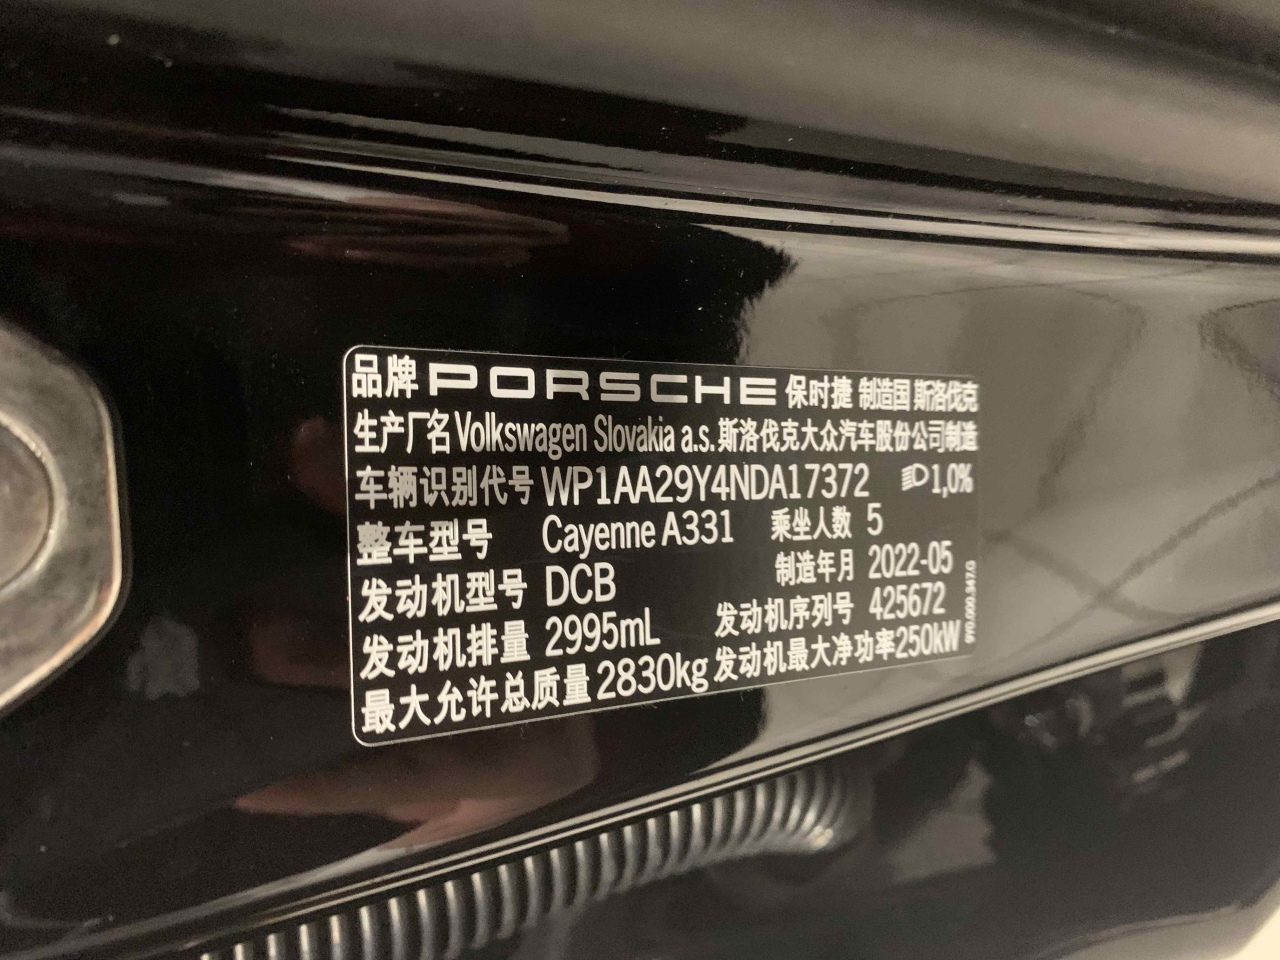 品牌 PORSCHE 保时捷 制造国 斯洛伐克
生产厂名 Volkswagen Slovakia a.s. 斯洛伐克大众汽车股份公司制造
车辆识别代号 WP1AA29Y4NDA17372 1,0%
整车型号 Cayenne A331 乘坐人数 5
发动机型号 DCB 制造年月 2022-05
发动机排量 2995mL 发动机序列号 425672
最大允许总质量 2830kg 发动机最大净功率 250kW
9Y0.000.347.G